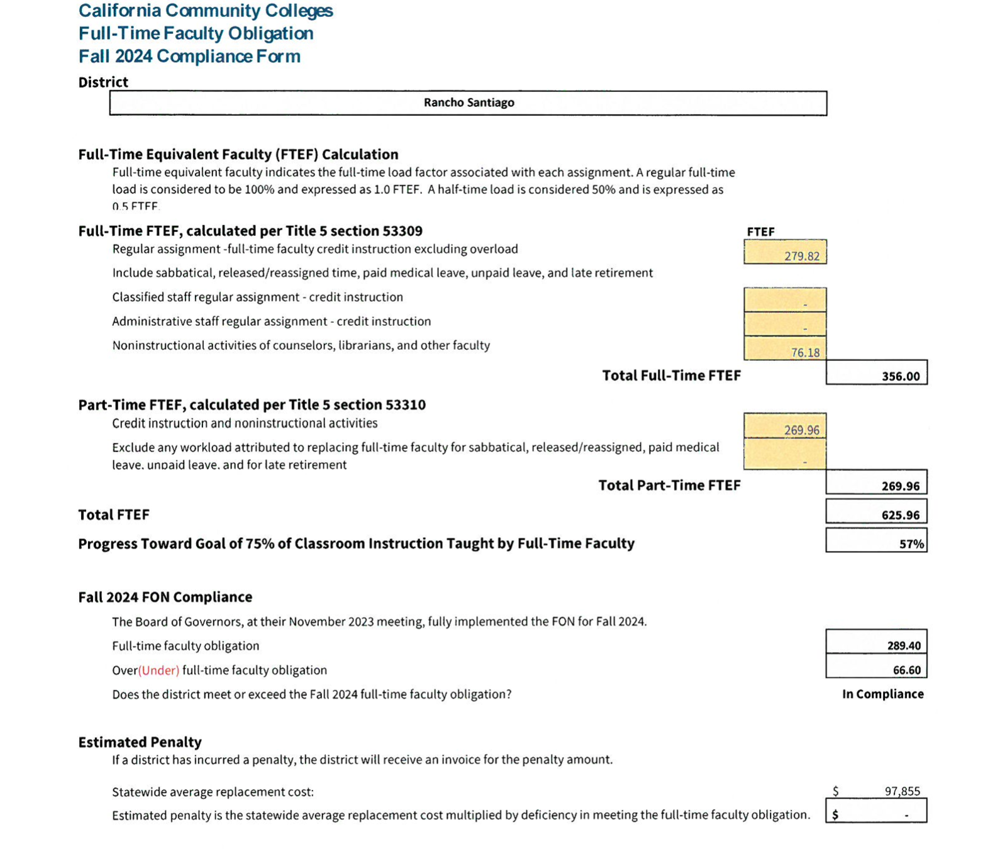 California Community Colleges
Full-Time Faculty Obligation
Fall 2024 Compliance Form
District
Rancho Santiago
Full-Time Equivalent Faculty (FTEF) Calculation
Full-time equivalent faculty indicates the full-time load factor associated with each assignment. A regular full-time
load is considered to be 100% and expressed as 1.0 FTEF. A half-time load is considered 50% and is expressed as
0.5 FTEF.
Full-Time FTEF, calculated per Title 5 section 53309 FTEF
Regular assignment -full-time faculty credit instruction excluding overload 279.82
Include sabbatical, released/reassigned time, paid medical leave, unpaid leave, and late retirement
Classified staff regular assignment - credit instruction -
Administrative staff regular assignment - credit instruction -
Noninstructional activities of counselors, librarians, and other faculty 76.18
Total Full-Time FTEF 356.00
Part-Time FTEF, calculated per Title 5 section 53310
Credit instruction and noninstructional activities 269.96
Exclude any workload attributed to replacing full-time faculty for sabbatical, released/reassigned, paid medical
leave, unpaid leave, and for late retirement -
Total Part-Time FTEF 269.96
Total FTEF 625.96
Progress Toward Goal of 75% of Classroom Instruction Taught by Full-Time Faculty 57%
Fall 2024 FON Compliance
The Board of Governors, at their November 2023 meeting, fully implemented the FON for Fall 2024.
Full-time faculty obligation 289.40
Over(Under) full-time faculty obligation 66.60
Does the district meet or exceed the Fall 2024 full-time faculty obligation? In Compliance
Estimated Penalty
If a district has incurred a penalty, the district will receive an invoice for the penalty amount.
Statewide average replacement cost: $ 97,855
Estimated penalty is the statewide average replacement cost multiplied by deficiency in meeting the full-time faculty obligation. $ -